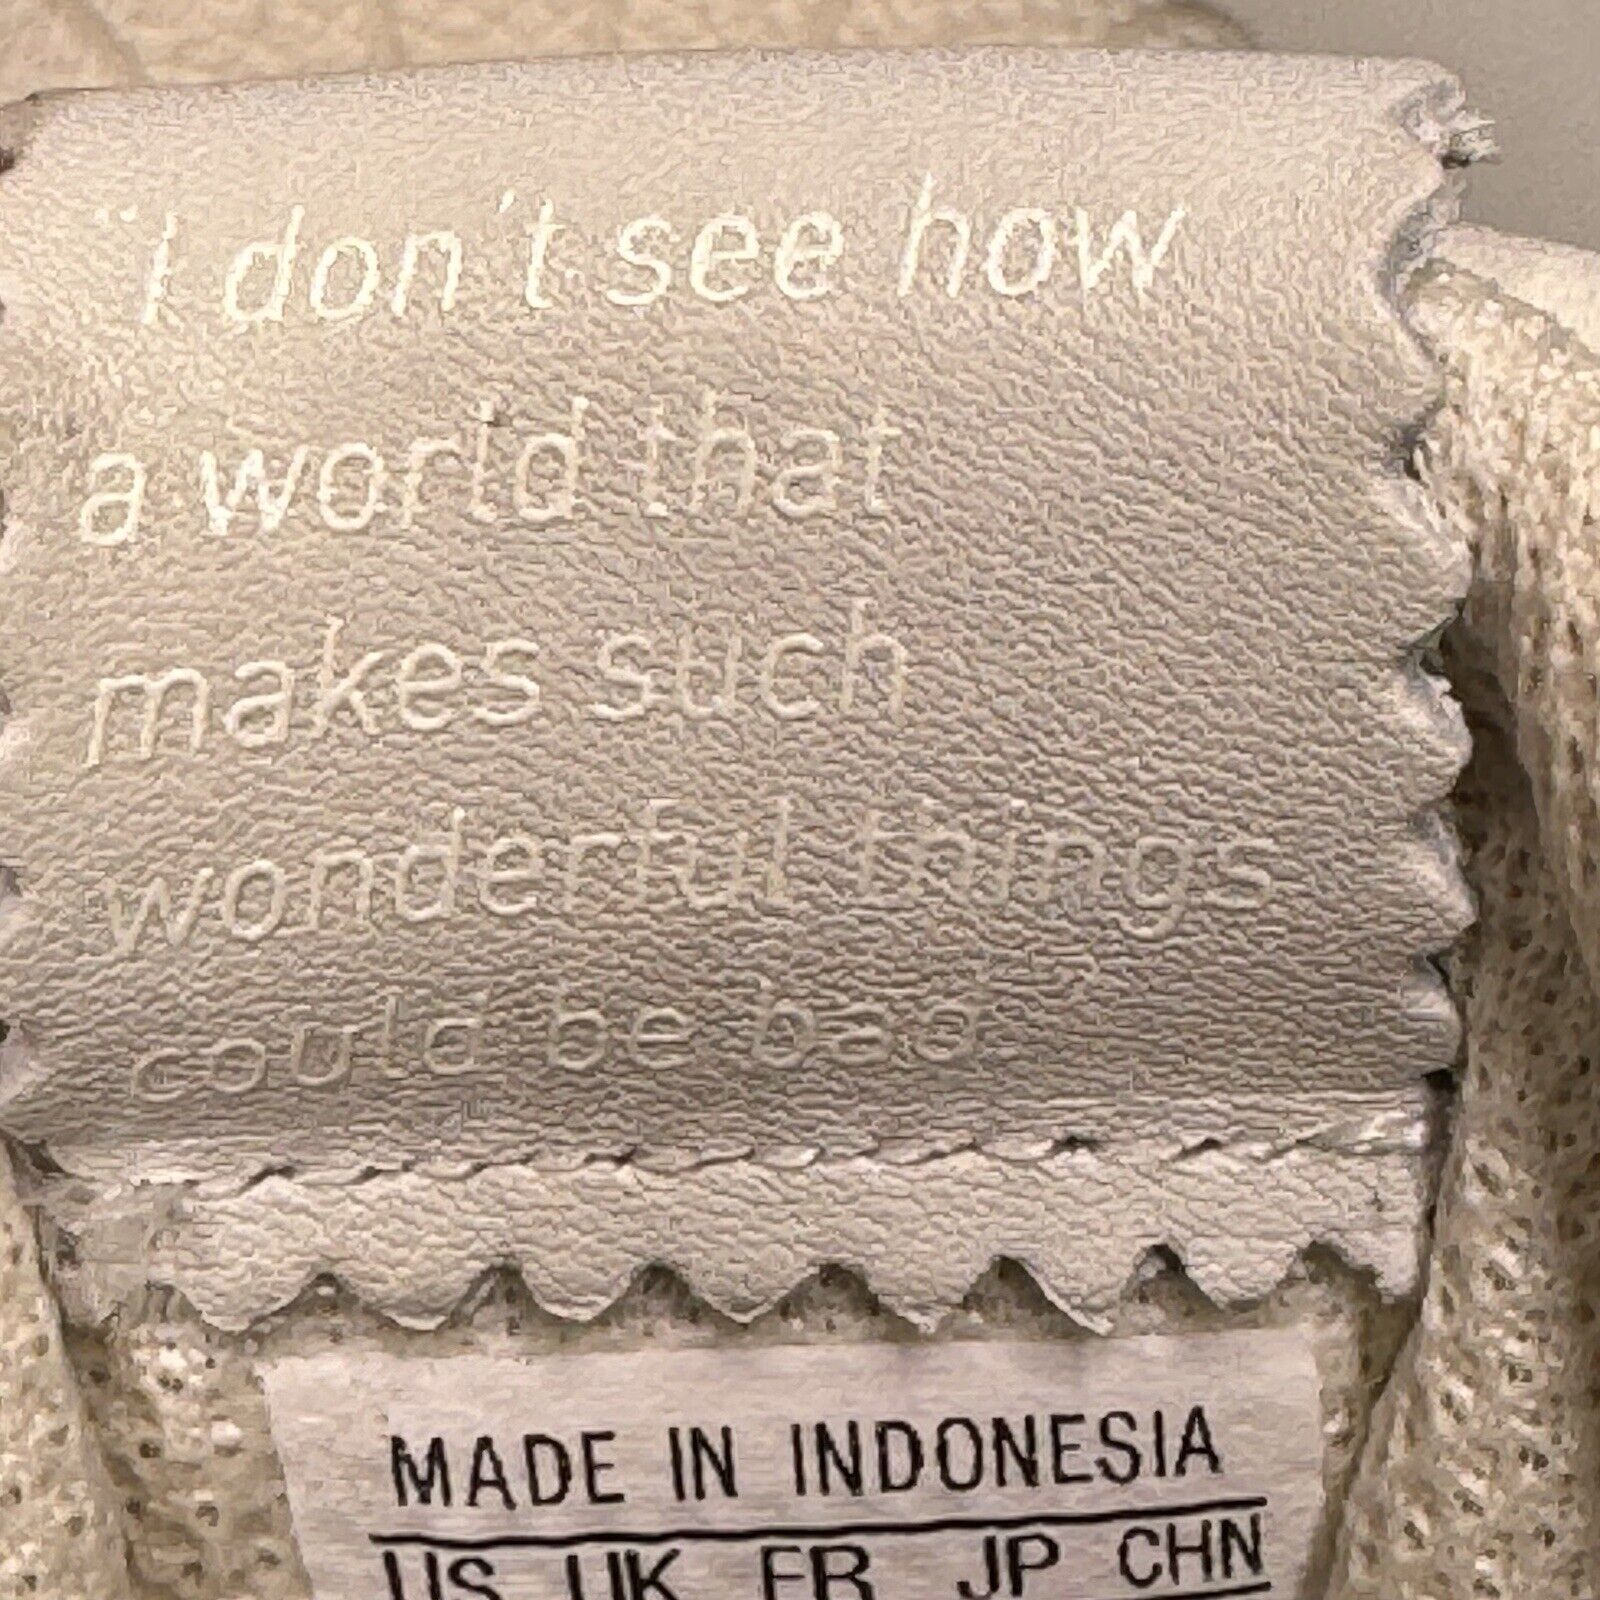 "I don't see how
a world that
makes such
wonderful things
could be bad
MADE IN INDONESIA
US UK FR JP CHN